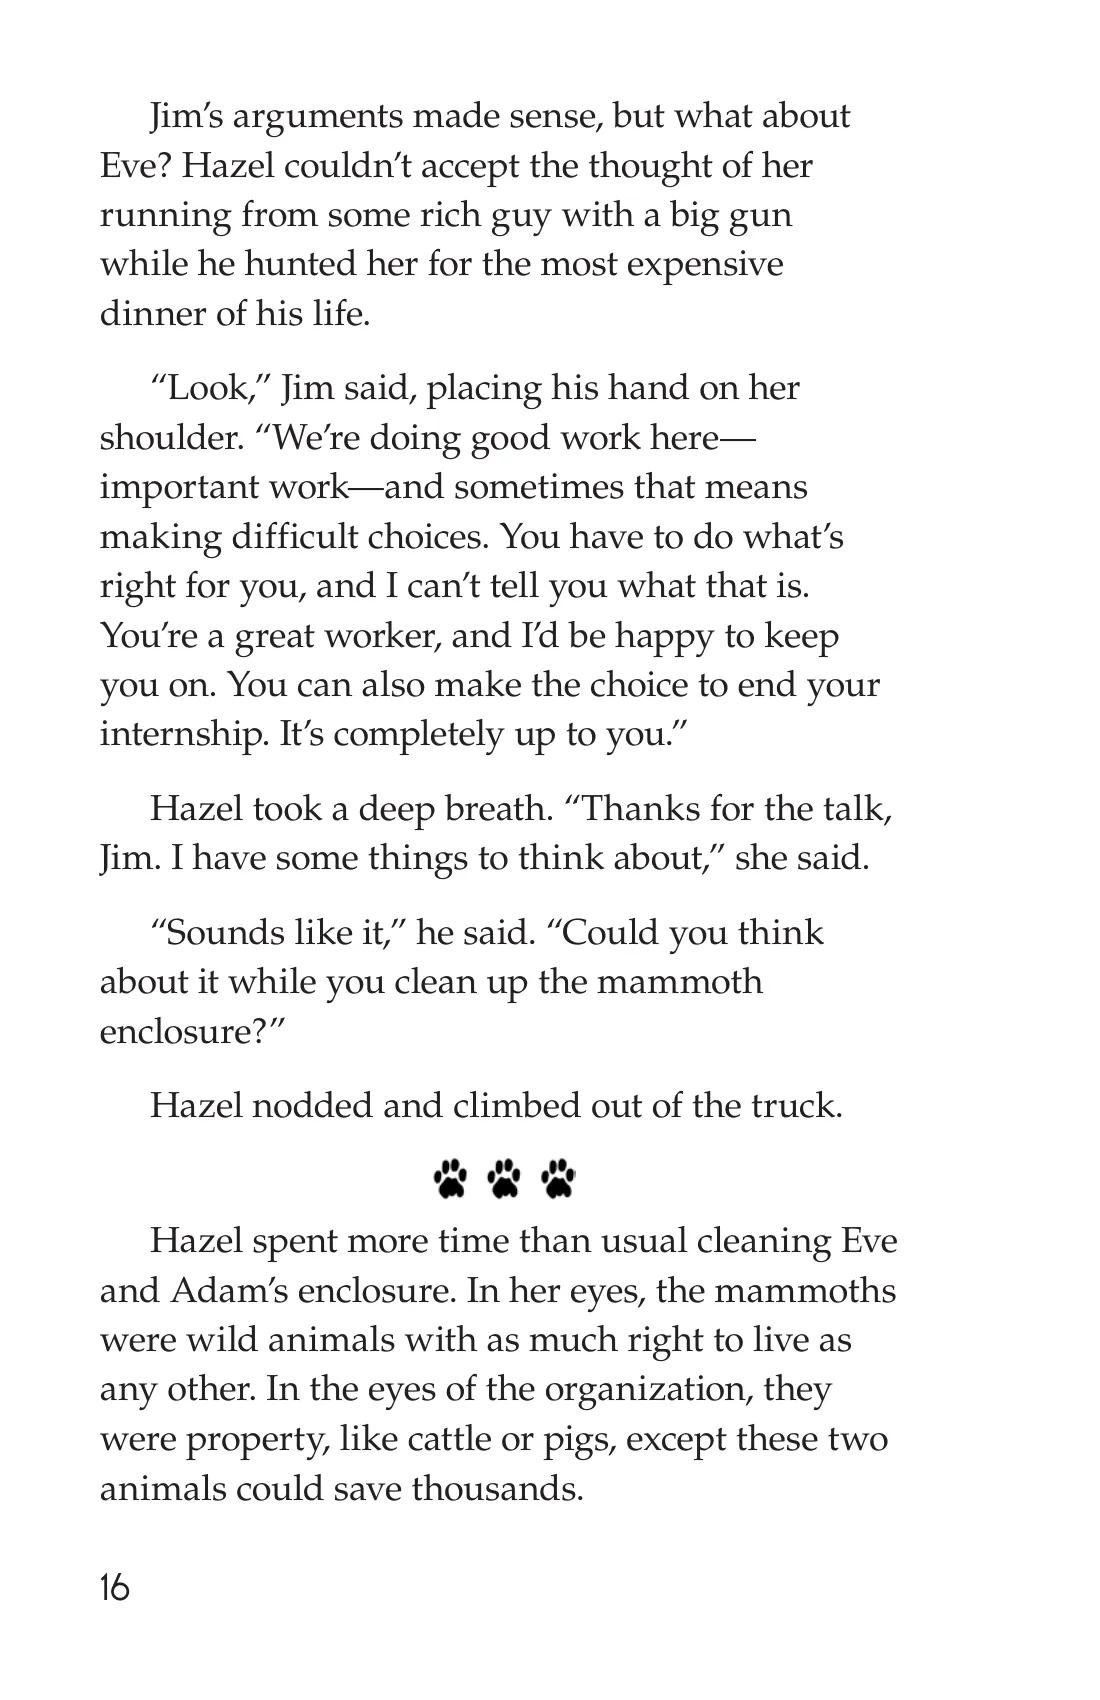 Jim’s arguments made sense, but what about
Eve? Hazel couldn’t accept the thought of her
running from some rich guy with a big gun
while he hunted her for the most expensive
dinner of his life.
“Look,” Jim said, placing his hand on her
shoulder. “We’re doing good work here—
important work—and sometimes that means
making difficult choices. You have to do what’s
right for you, and I can’t tell you what that is.
You’re a great worker, and I’d be happy to keep
you on. You can also make the choice to end your
internship. It’s completely up to you.”
Hazel took a deep breath. “Thanks for the talk,
Jim. I have some things to think about,” she said.
“Sounds like it,” he said. “Could you think
about it while you clean up the mammoth
enclosure?”
Hazel nodded and climbed out of the truck.
Hazel spent more time than usual cleaning Eve
and Adam’s enclosure. In her eyes, the mammoths
were wild animals with as much right to live as
any other. In the eyes of the organization, they
were property, like cattle or pigs, except these two
animals could save thousands.
16